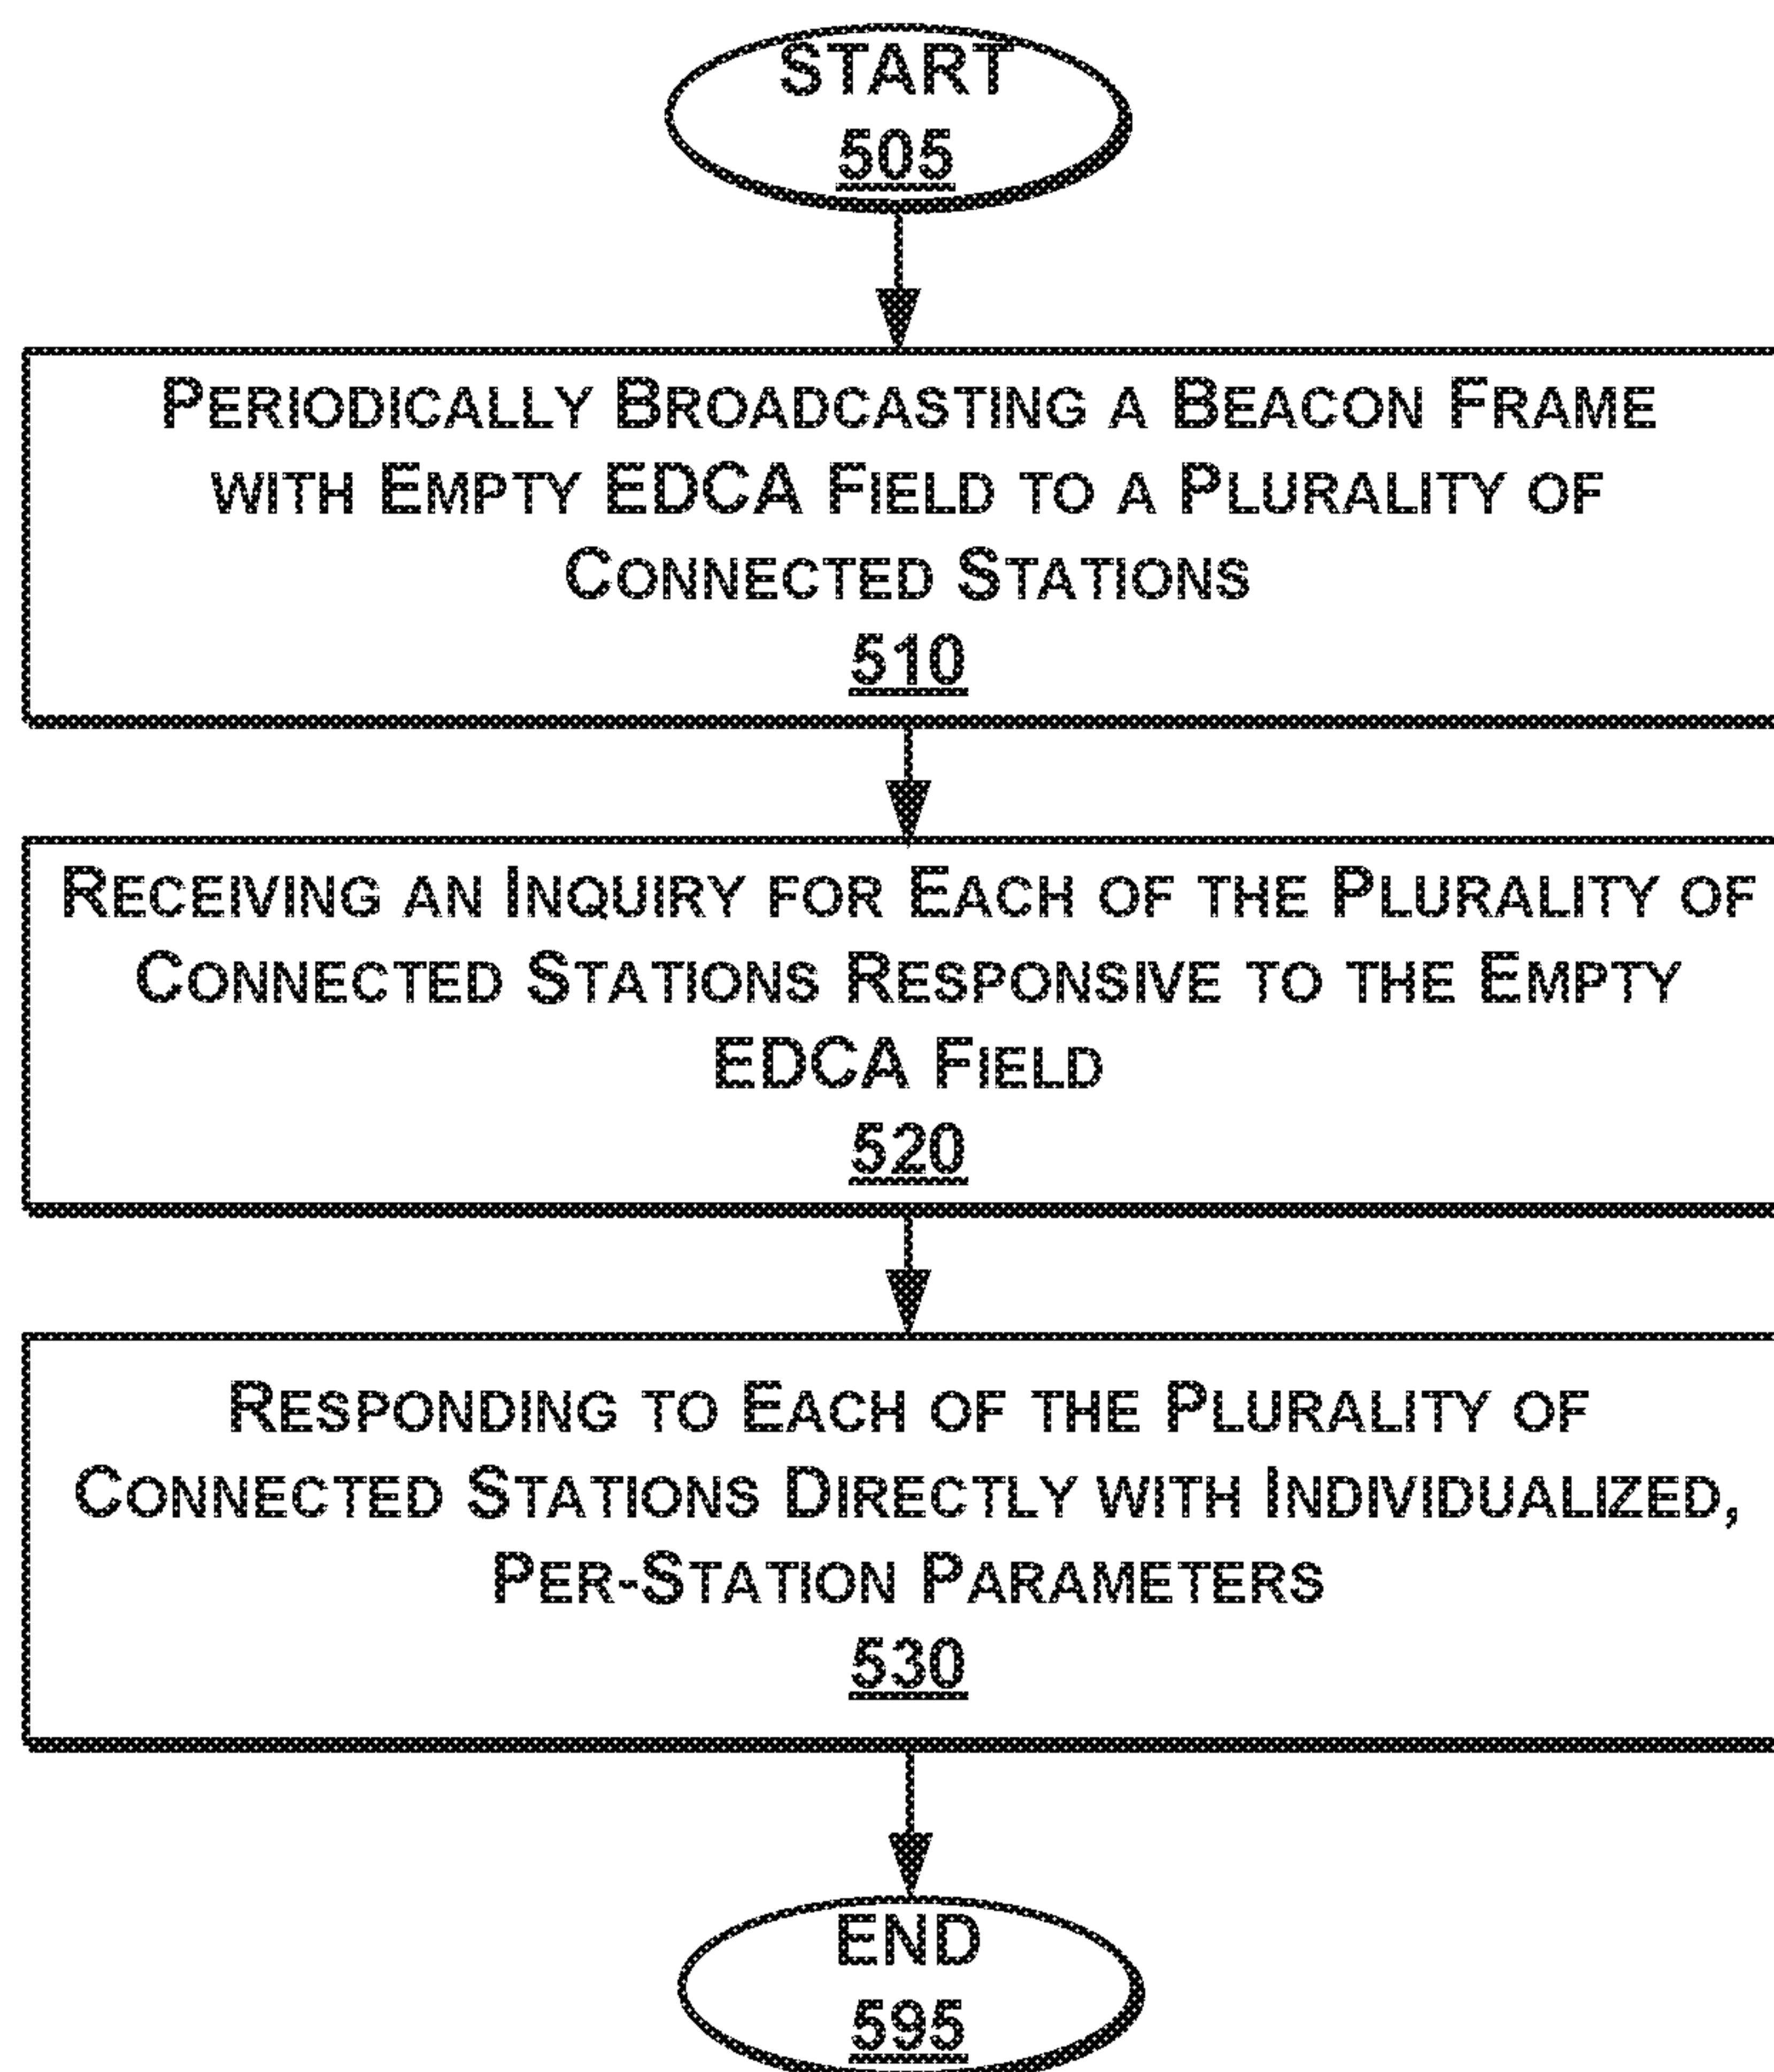 START
505
PERIODICALLY BROADCASTING A BEACON FRAME
WITH EMPTY EDCA FIELD TO A PLURALITY OF
CONNECTED STATIONS
510
RECEIVING AN INQUIRY FOR EACH OF THE PLURALITY OF
CONNECTED STATIONS RESPONSIVE TO THE EMPTY
EDCA FIELD
520
RESPONDING TO EACH OF THE PLURALITY OF
CONNECTED STATIONS DIRECTLY WITH INDIVIDUALIZED,
PER-STATION PARAMETERS
530
END
595